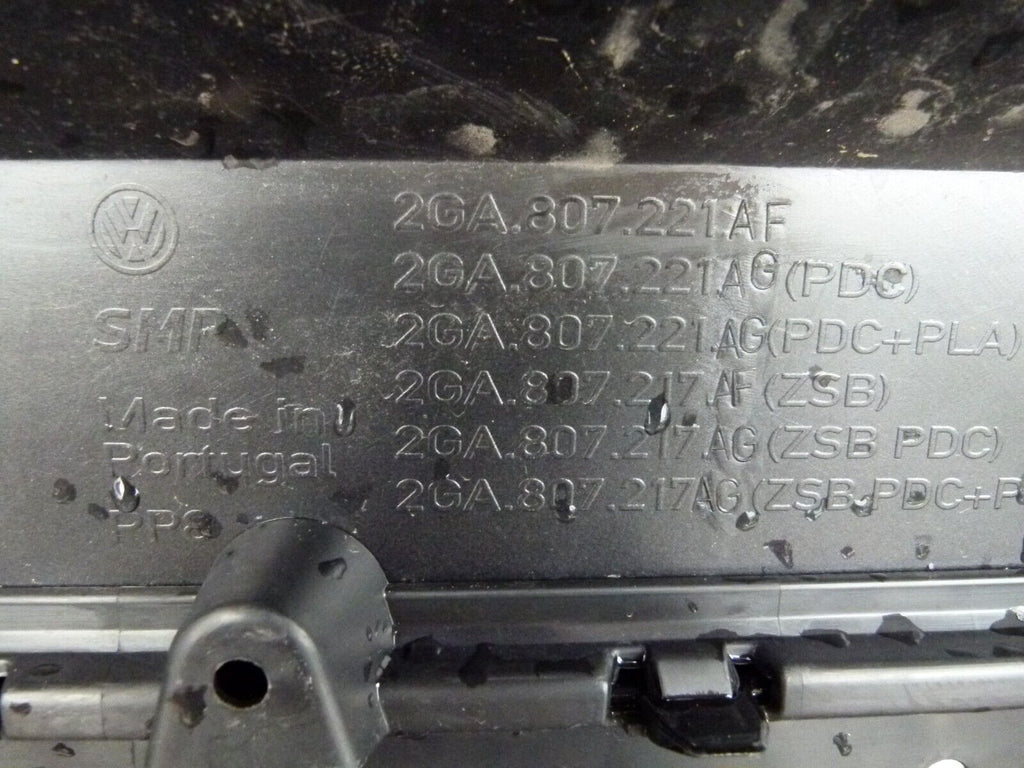 2GA.807.221.AF
2GA.807.221.AG (PDC)
SMP
2GA.807.221.AG(PDC+PLA)
2GA.807.217.AF (ZSB)
Made in
Portugal
2GA.807.217.AG(ZSB PDC)
2GA.807.217AG(ZSB PDC+P